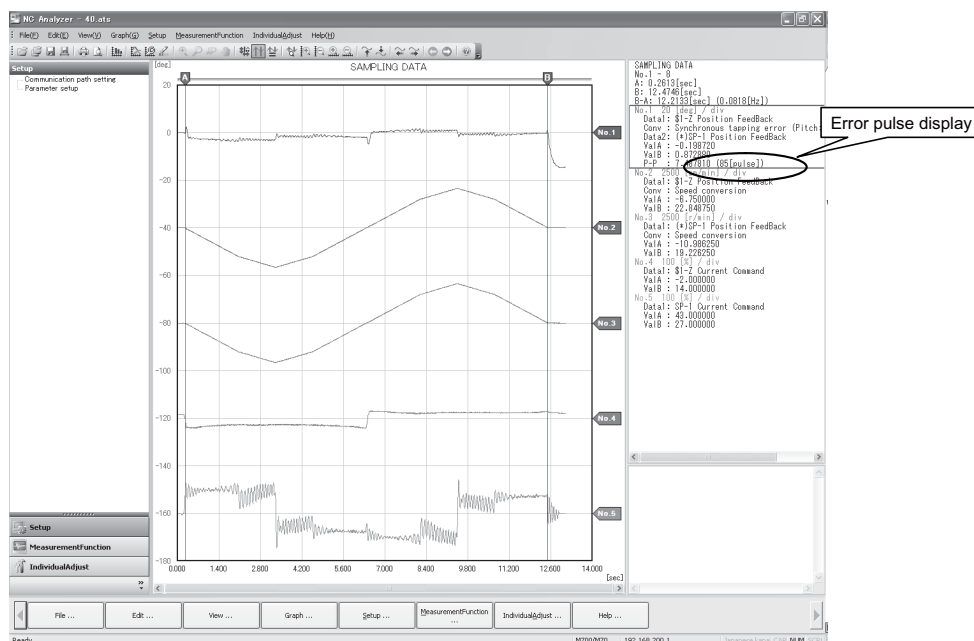 NC Analyzer - 40.ats
File(F) Edit(E) View(V) Graph(G) Setup MeasurementFunction IndividualAdjust Help(H)
Setup
Communication path setting
Parameter setup
[deg]
SAMPLING DATA
A
B
20
0
-20
-40
-60
-80
-100
-120
-140
-160
-180
No.1
No.2
No.3
No.4
No.5
0.000 1.400 2.800 4.200 5.600 7.000 8.400 9.800 11.200 12.600 14.000
[sec]
SAMPLING DATA
No.1 - 8
A: 0.2613[sec]
B: 12.4746[sec]
B-A: 12.2133[sec] (0.0818[Hz])
No.1 20 [deg] / div
Data1: $1-Z Position FeedBack
Conv : Synchronous tapping error (Pitch:
Data2: (*)SP-1 Position FeedBack
ValA : -0.198720
ValB : 0.872890
P-P : (85[pulse])
No.2 2500 [r/min] / div
Data1: $1-Z Position FeedBack
Conv : Speed conversion
ValA : -6.750000
ValB : 22.848750
No.3 2500 [r/min] / div
Data1: (*)SP-1 Position FeedBack
Conv : Speed conversion
ValA : -10.986250
ValB : 19.226250
No.4 100 [%] / div
Data1: $1-Z Current Command
ValA : -2.000000
ValB : 14.000000
No.5 100 [%] / div
Data1: SP-1 Current Command
ValA : 43.000000
ValB : 27.000000
Error pulse display
Setup
MeasurementFunction
IndividualAdjust
File ... Edit ... View ... Graph ... Setup ... MeasurementFunction ... IndividualAdjust ... Help ...
Ready M700/M70 192.168.200.1 NUM